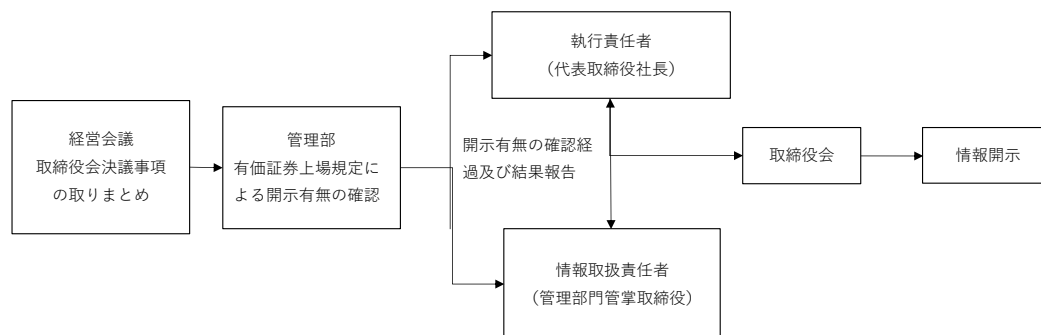 経営会議
取締役会決議事項
の取りまとめ
管理部
有価証券上場規定に
よる開示有無の確認
執行責任者
（代表取締役社長）
開示有無の確認経
過及び結果報告
情報取扱責任者
（管理部門管掌取締役）
取締役会
情報開示